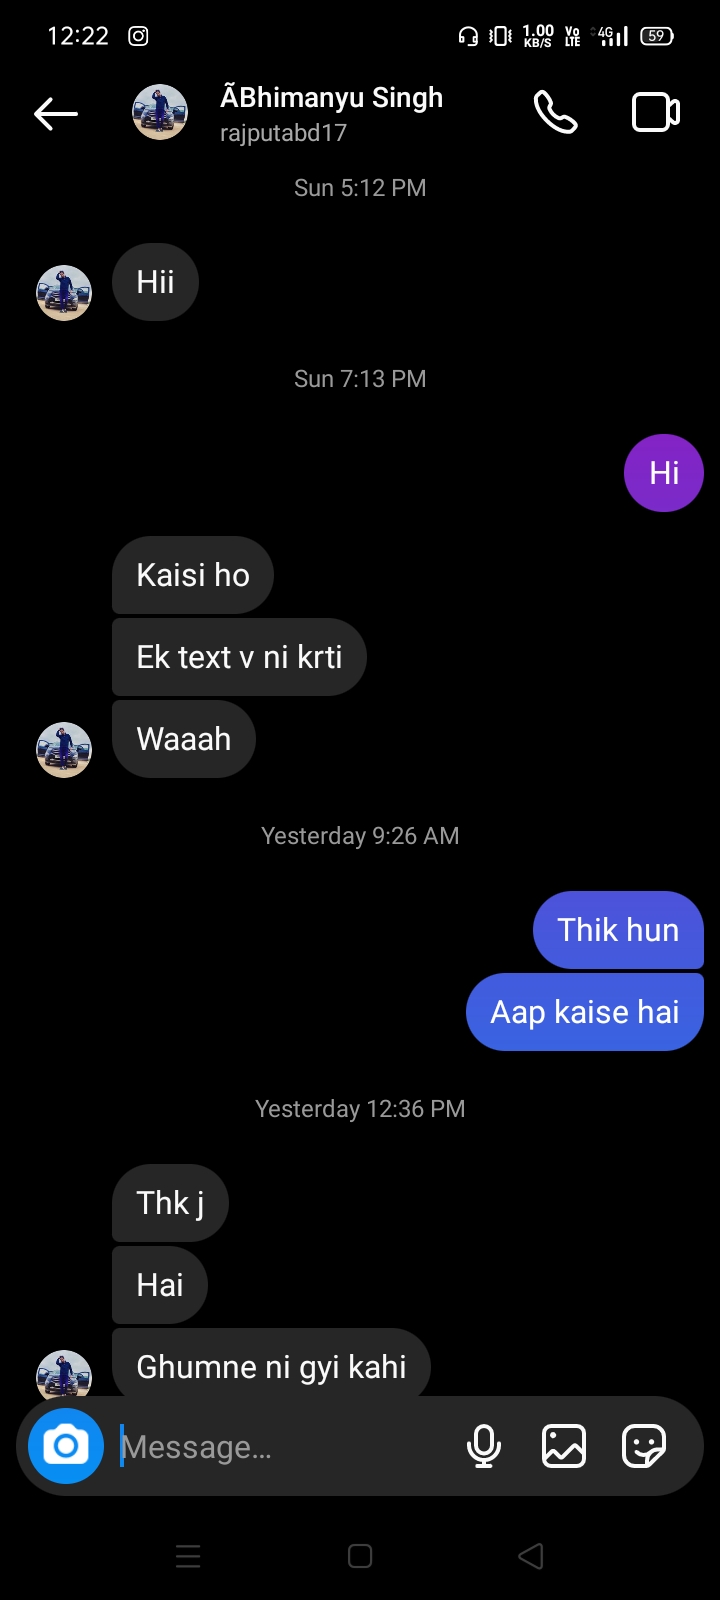 12:22 1.00 KB/S Vo LTE 4G 59
ÃBhimanyu Singh
rajputabd17
Sun 5:12 PM
Hii
Sun 7:13 PM
Hi
Kaisi ho
Ek text v ni krti
Waaah
Yesterday 9:26 AM
Thik hun
Aap kaise hai
Yesterday 12:36 PM
Thk j
Hai
Ghumne ni gyi kahi
Message...